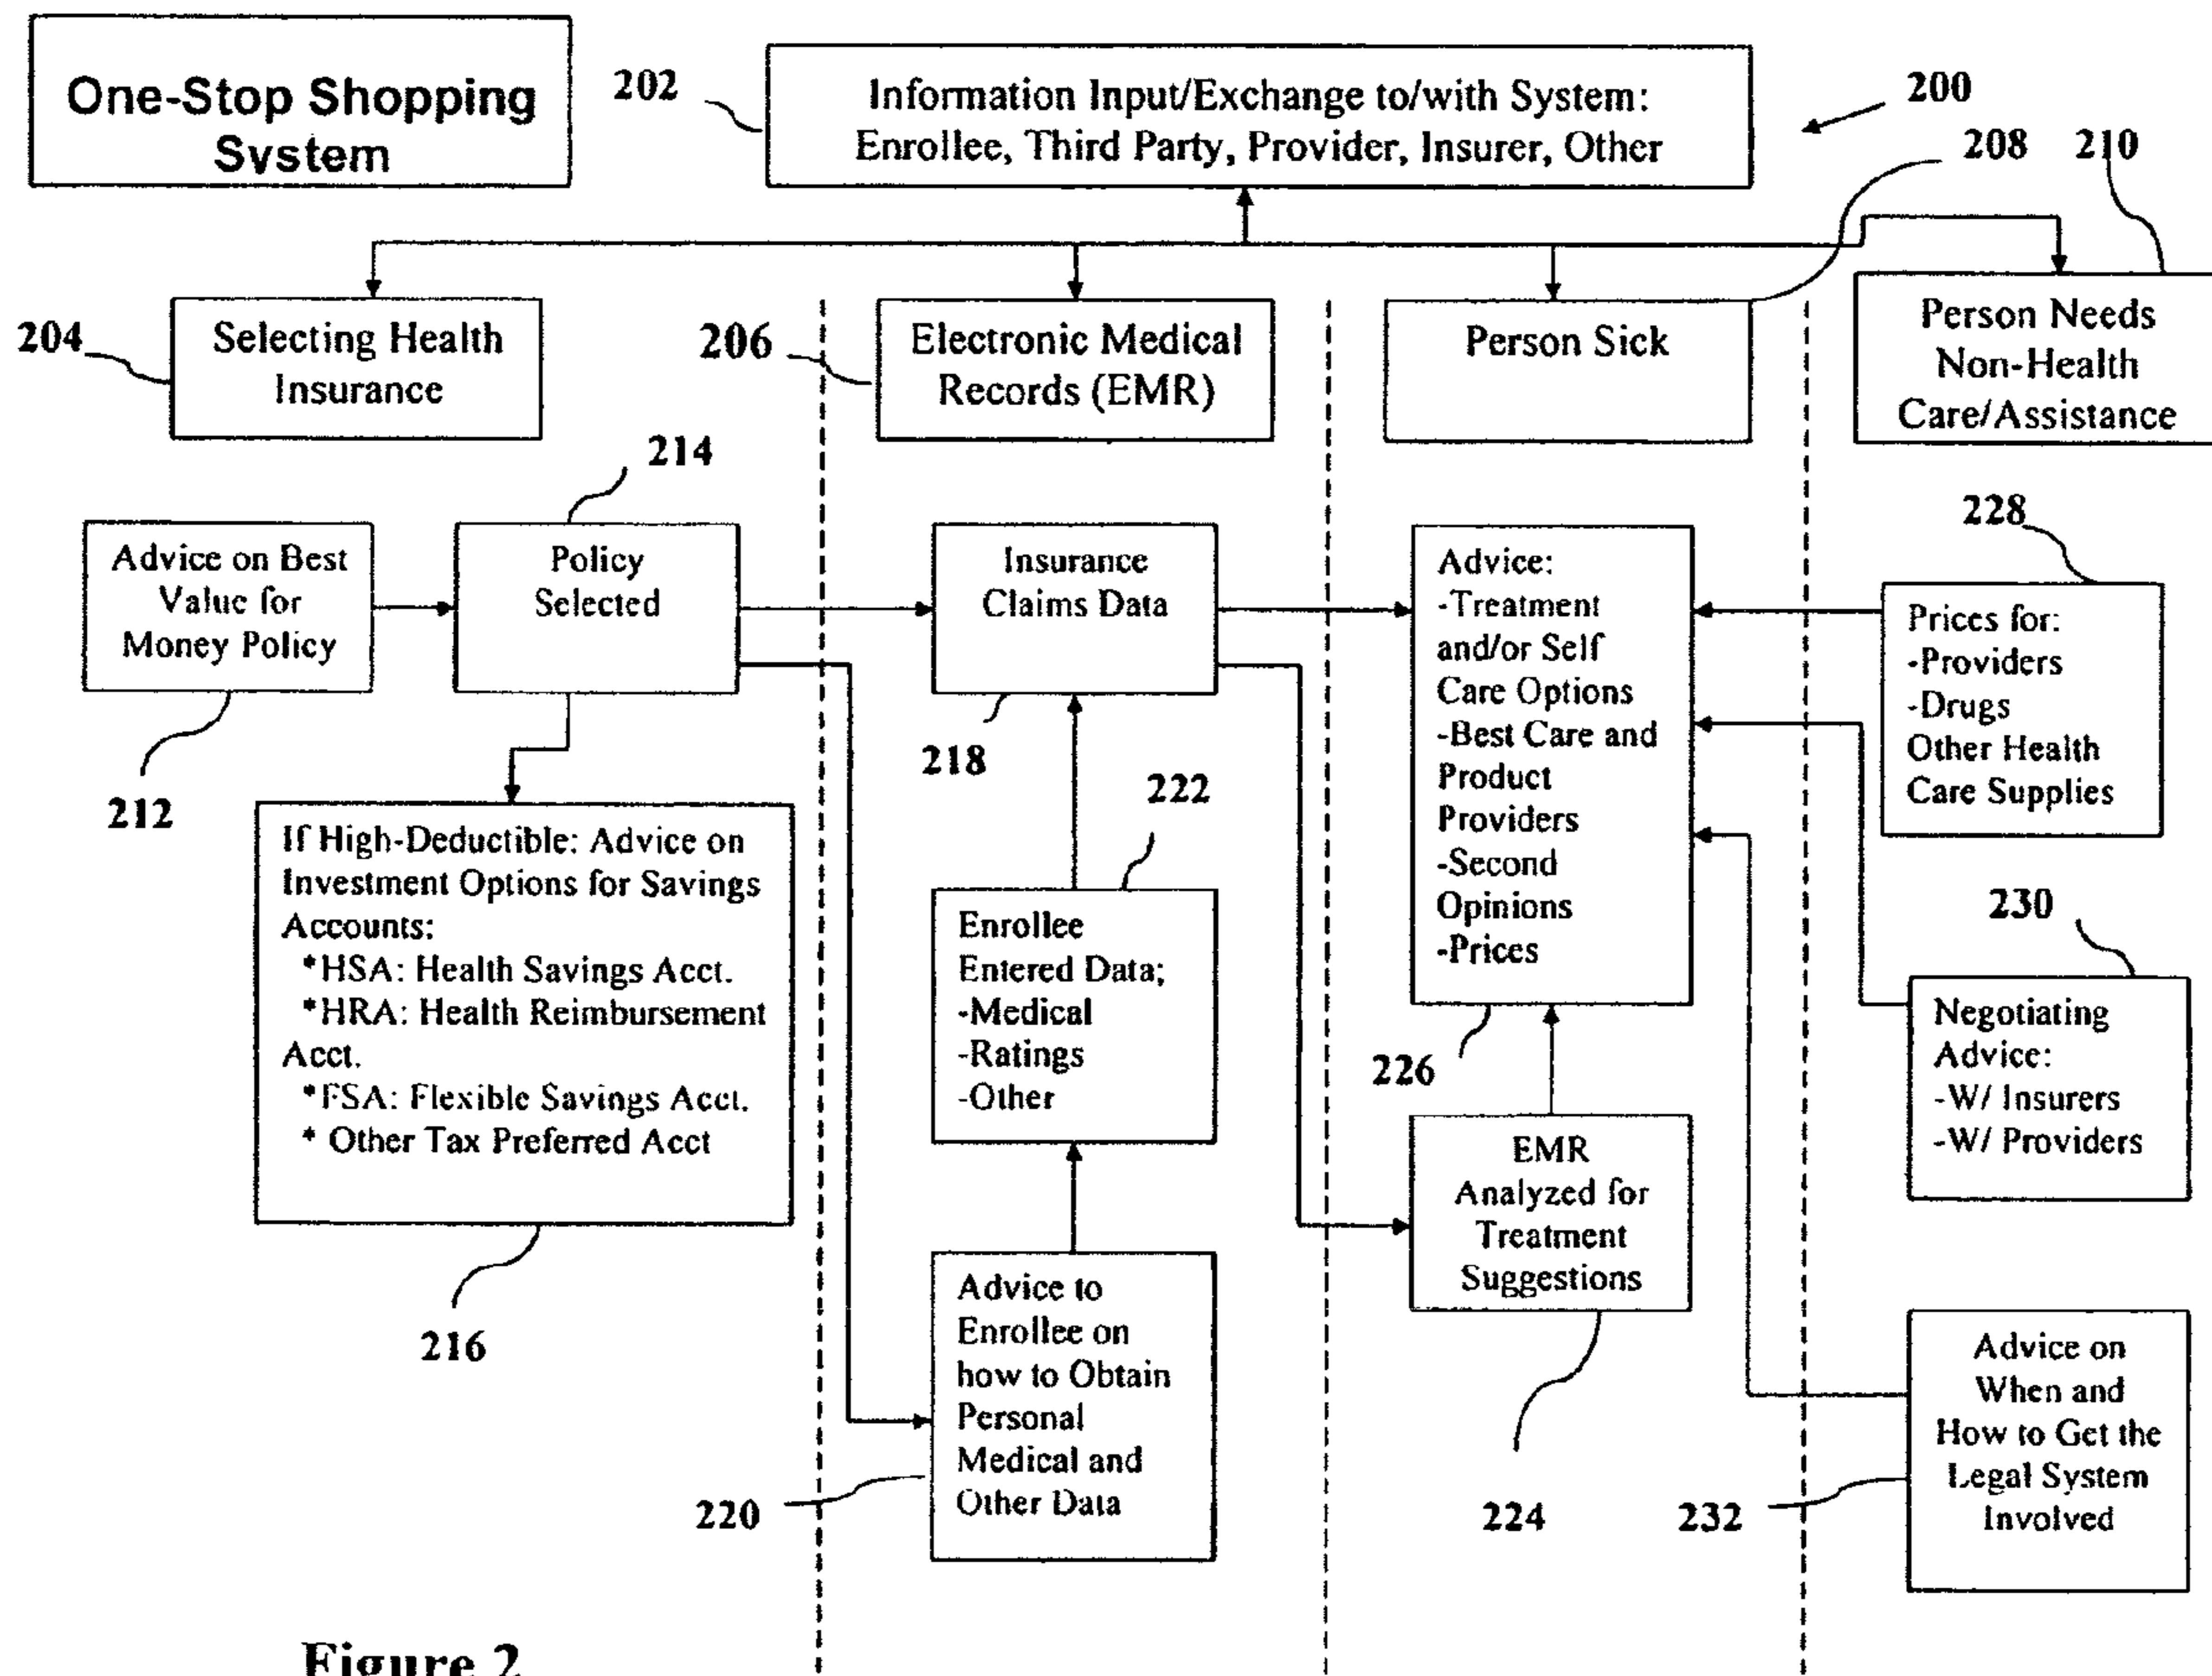 One-Stop Shopping
System
202
Information Input/Exchange to/with System:
Enrollee, Third Party, Provider, Insurer, Other
200
208
210
204
Selecting Health
Insurance
206
Electronic Medical
Records (EMR)
Person Sick
Person Needs
Non-Health
Care/Assistance
214
Advice on Best
Value for
Money Policy
212
Policy
Selected
Insurance
Claims Data
218
Advice:
-Treatment
and/or Self
Care Options
-Best Care and
Product
Providers
-Second
Opinions
-Prices
226
228
Prices for:
-Providers
-Drugs
Other Health
Care Supplies
If High-Deductible: Advice on
Investment Options for Savings
Accounts:
*HSA: Health Savings Acct.
*HRA: Health Reimbursement
Acct.
*FSA: Flexible Savings Acct.
* Other Tax Preferred Acct
216
222
Enrollee
Entered Data;
-Medical
-Ratings
-Other
230
Negotiating
Advice:
-W/ Insurers
-W/ Providers
EMR
Analyzed for
Treatment
Suggestions
224
Advice to
Enrollee on
how to Obtain
Personal
Medical and
Other Data
220
232
Advice on
When and
How to Get the
Legal System
Involved
Figure 2